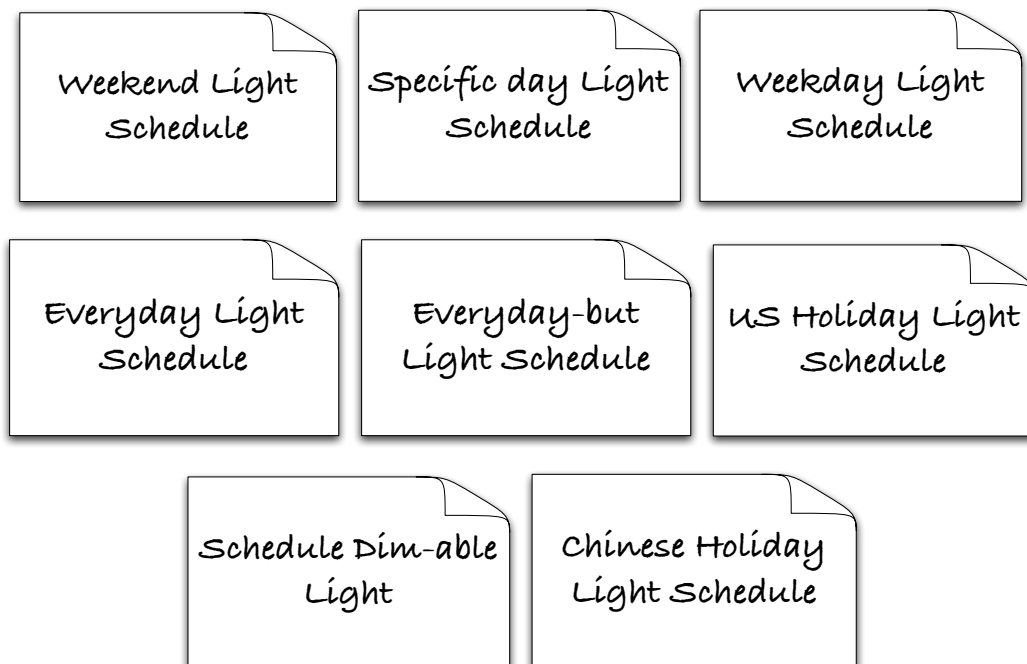 Weekend Light
Schedule
Specific day Light
Schedule
Weekday Light
Schedule
Everyday Light
Schedule
Everyday-but
Light Schedule
US Holiday Light
Schedule
Schedule Dim-able
Light
Chinese Holiday
Light Schedule